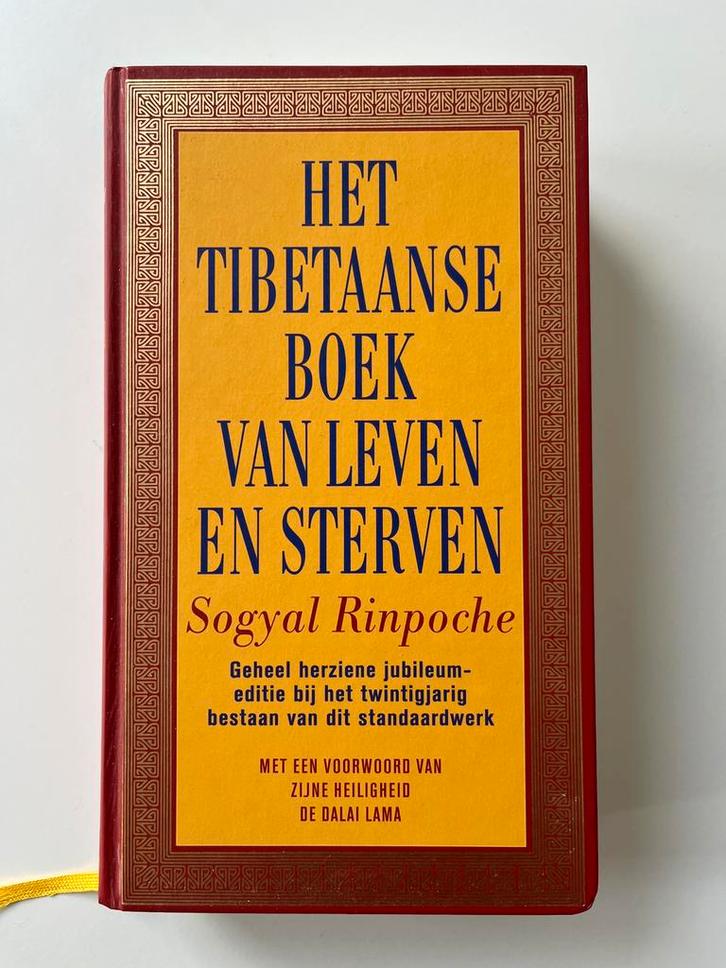 HET
TIBETAANSE
BOEK
VAN LEVEN
EN STERVEN
Sogyal Rinpoche
Geheel herziene jubileum-
editie bij het twintigjarig
bestaan van dit standaardwerk
MET EEN VOORWOORD VAN
ZIJNE HEILIGHEID
DE DALAI LAMA